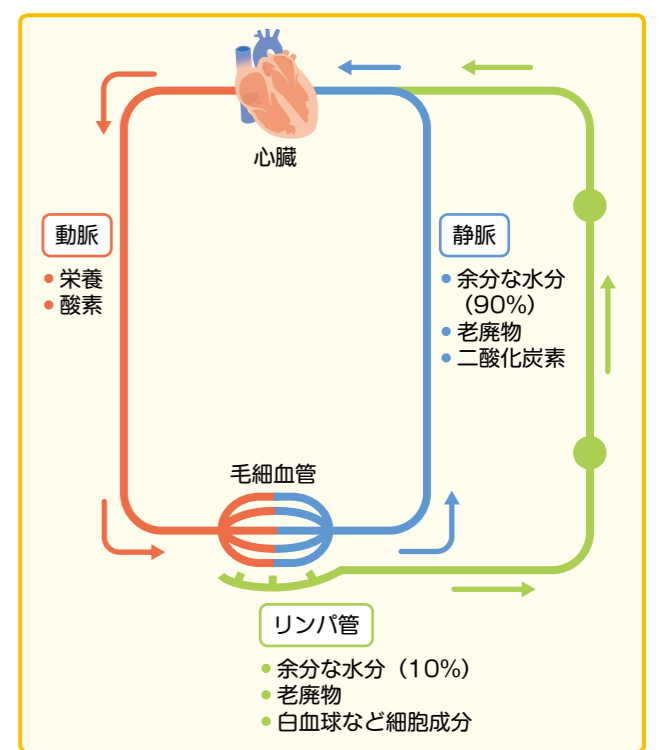 心臓
動脈
● 栄養
● 酸素
静脈
● 余分な水分
（90%）
● 老廃物
● 二酸化炭素
毛細血管
リンパ管
● 余分な水分（10%）
● 老廃物
● 白血球など細胞成分